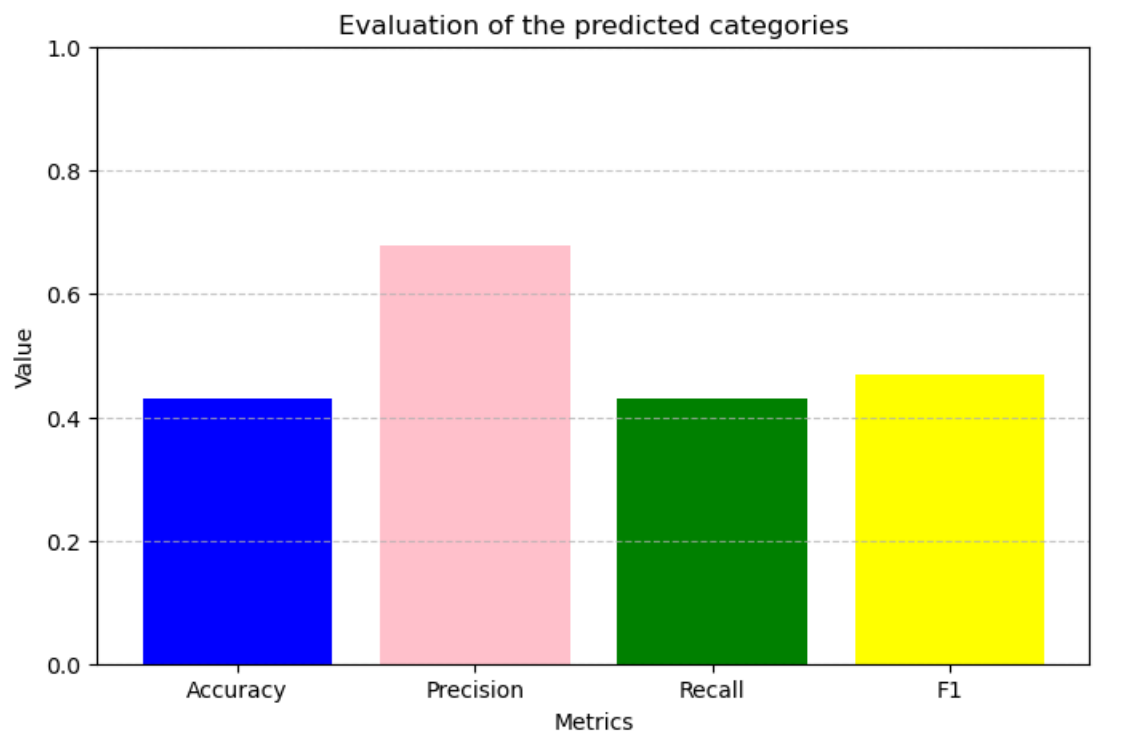 Evaluation of the predicted categories
1.0
0.8
0.6
0.4
0.2
0.0
Value
Accuracy Precision Recall F1
Metrics